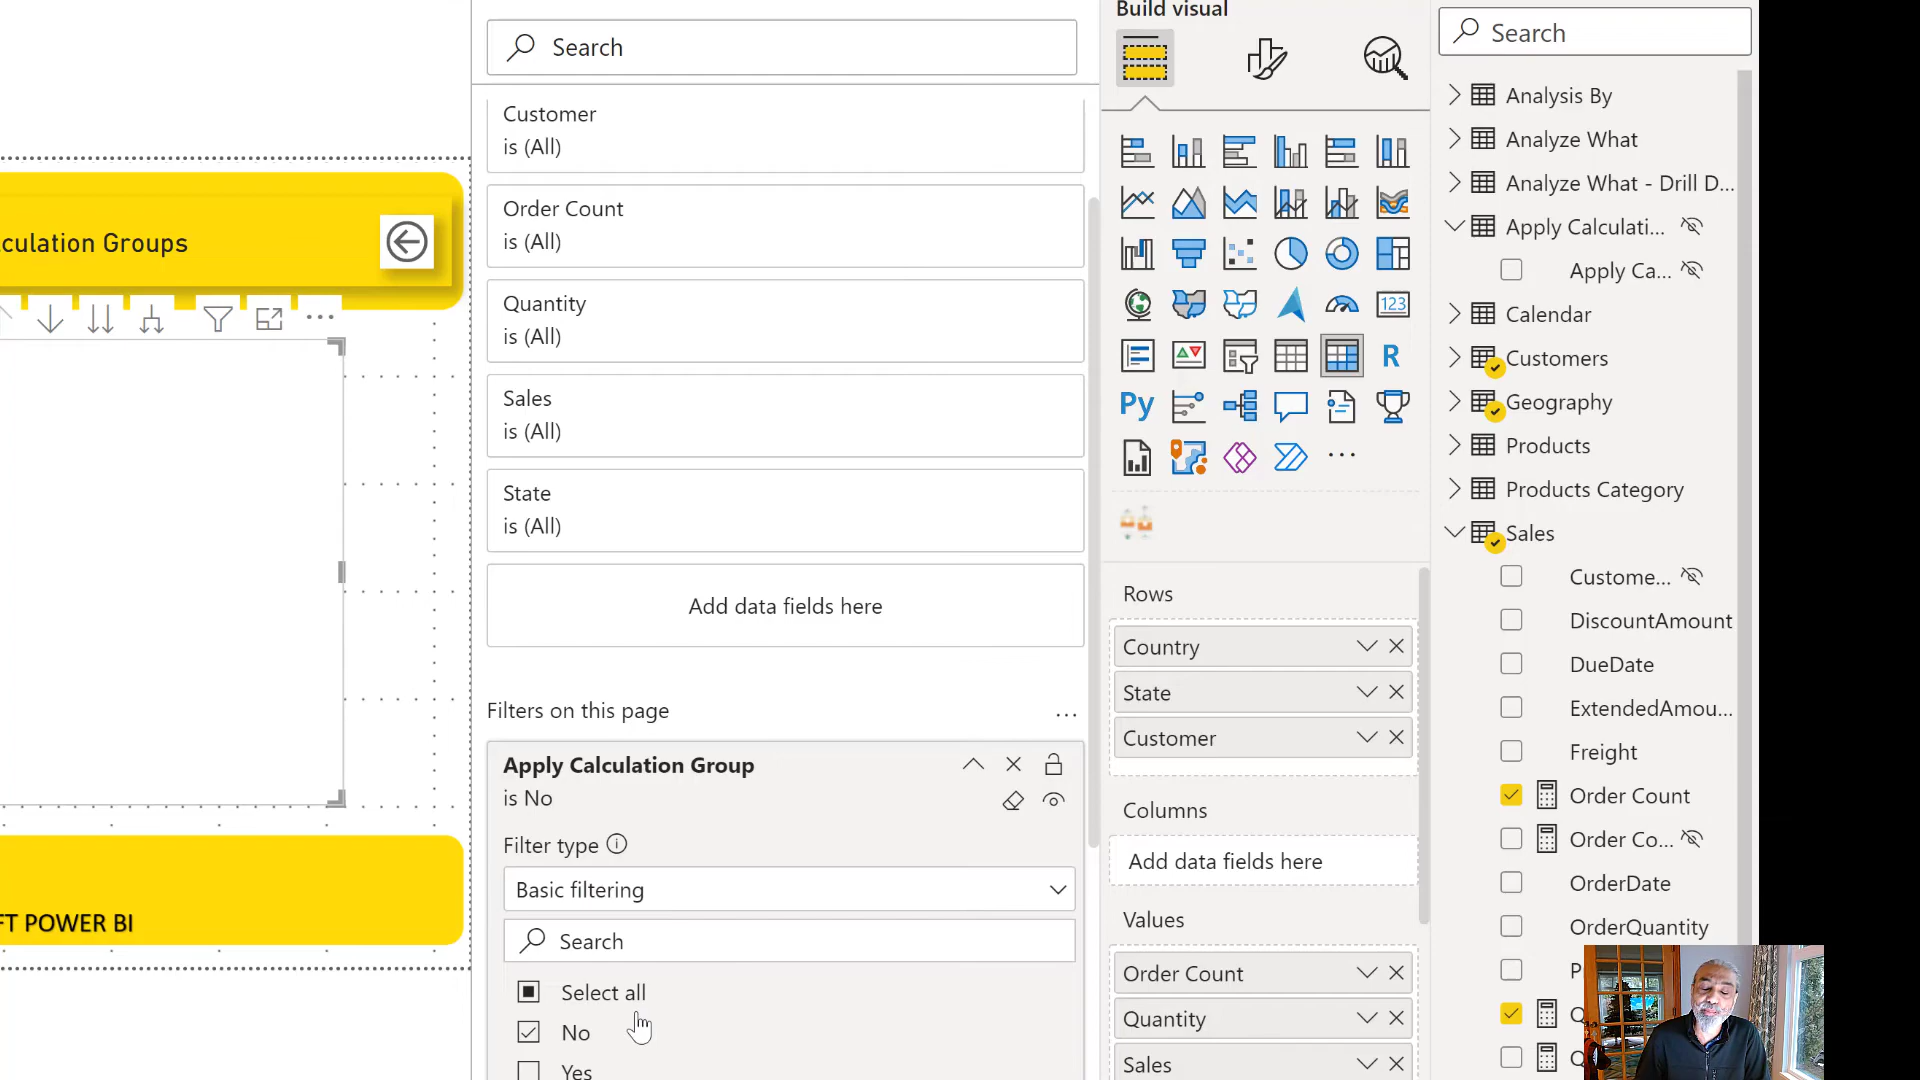 culation Groups
FT POWER BI
Search
Customer
is (All)
Order Count
is (All)
Quantity
is (All)
Sales
is (All)
State
is (All)
Add data fields here
Filters on this page
...
Apply Calculation Group
is No
Filter type
Basic filtering
Search
Select all
No
Yes
Build visual
123
R
Py
...
Rows
Country
State
Customer
Columns
Add data fields here
Values
Order Count
Quantity
Sales
Search
Analysis By
Analyze What
Analyze What - Drill D...
Apply Calculati...
Apply Ca...
Calendar
Customers
Geography
Products
Products Category
Sales
Custome...
DiscountAmount
DueDate
ExtendedAmou...
Freight
Order Count
Order Co...
OrderDate
OrderQuantity